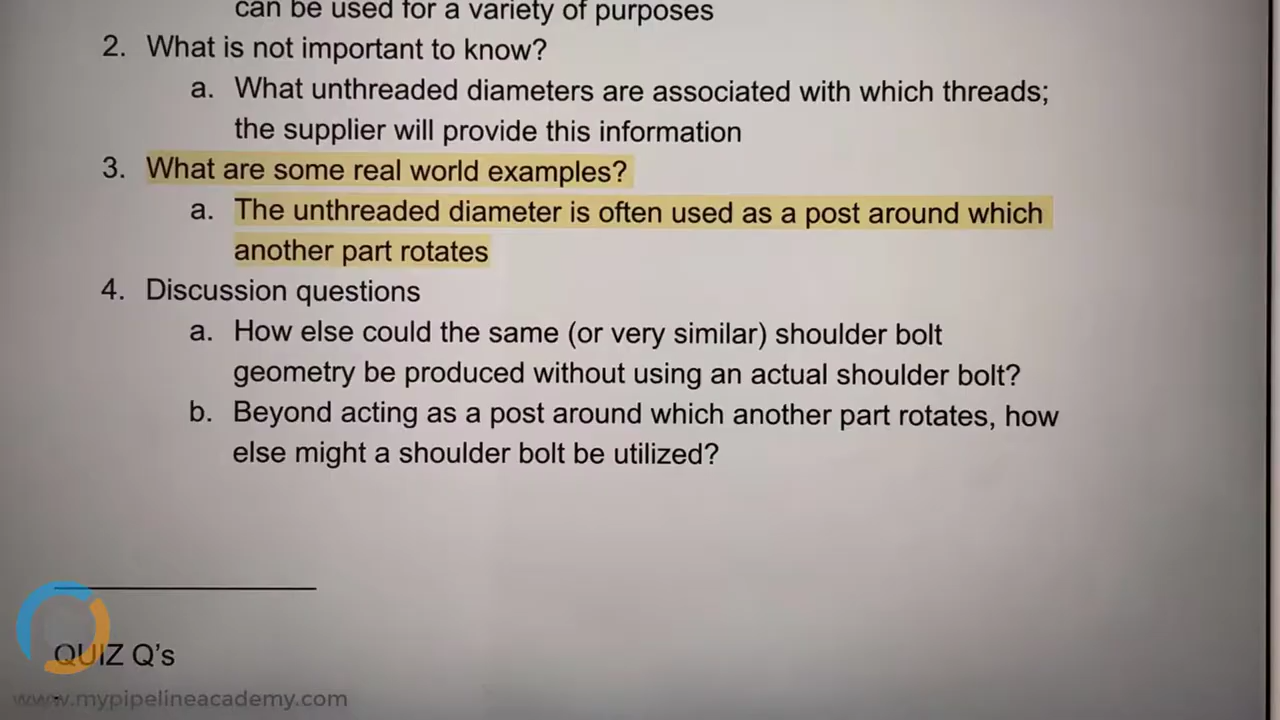 can be used for a variety of purposes
2. What is not important to know?
a. What unthreaded diameters are associated with which threads;
the supplier will provide this information
3. What are some real world examples?
a. The unthreaded diameter is often used as a post around which
another part rotates
4. Discussion questions
a. How else could the same (or very similar) shoulder bolt
geometry be produced without using an actual shoulder bolt?
b. Beyond acting as a post around which another part rotates, how
else might a shoulder bolt be utilized?
QUIZ Q's
www.mypipelineacademy.com